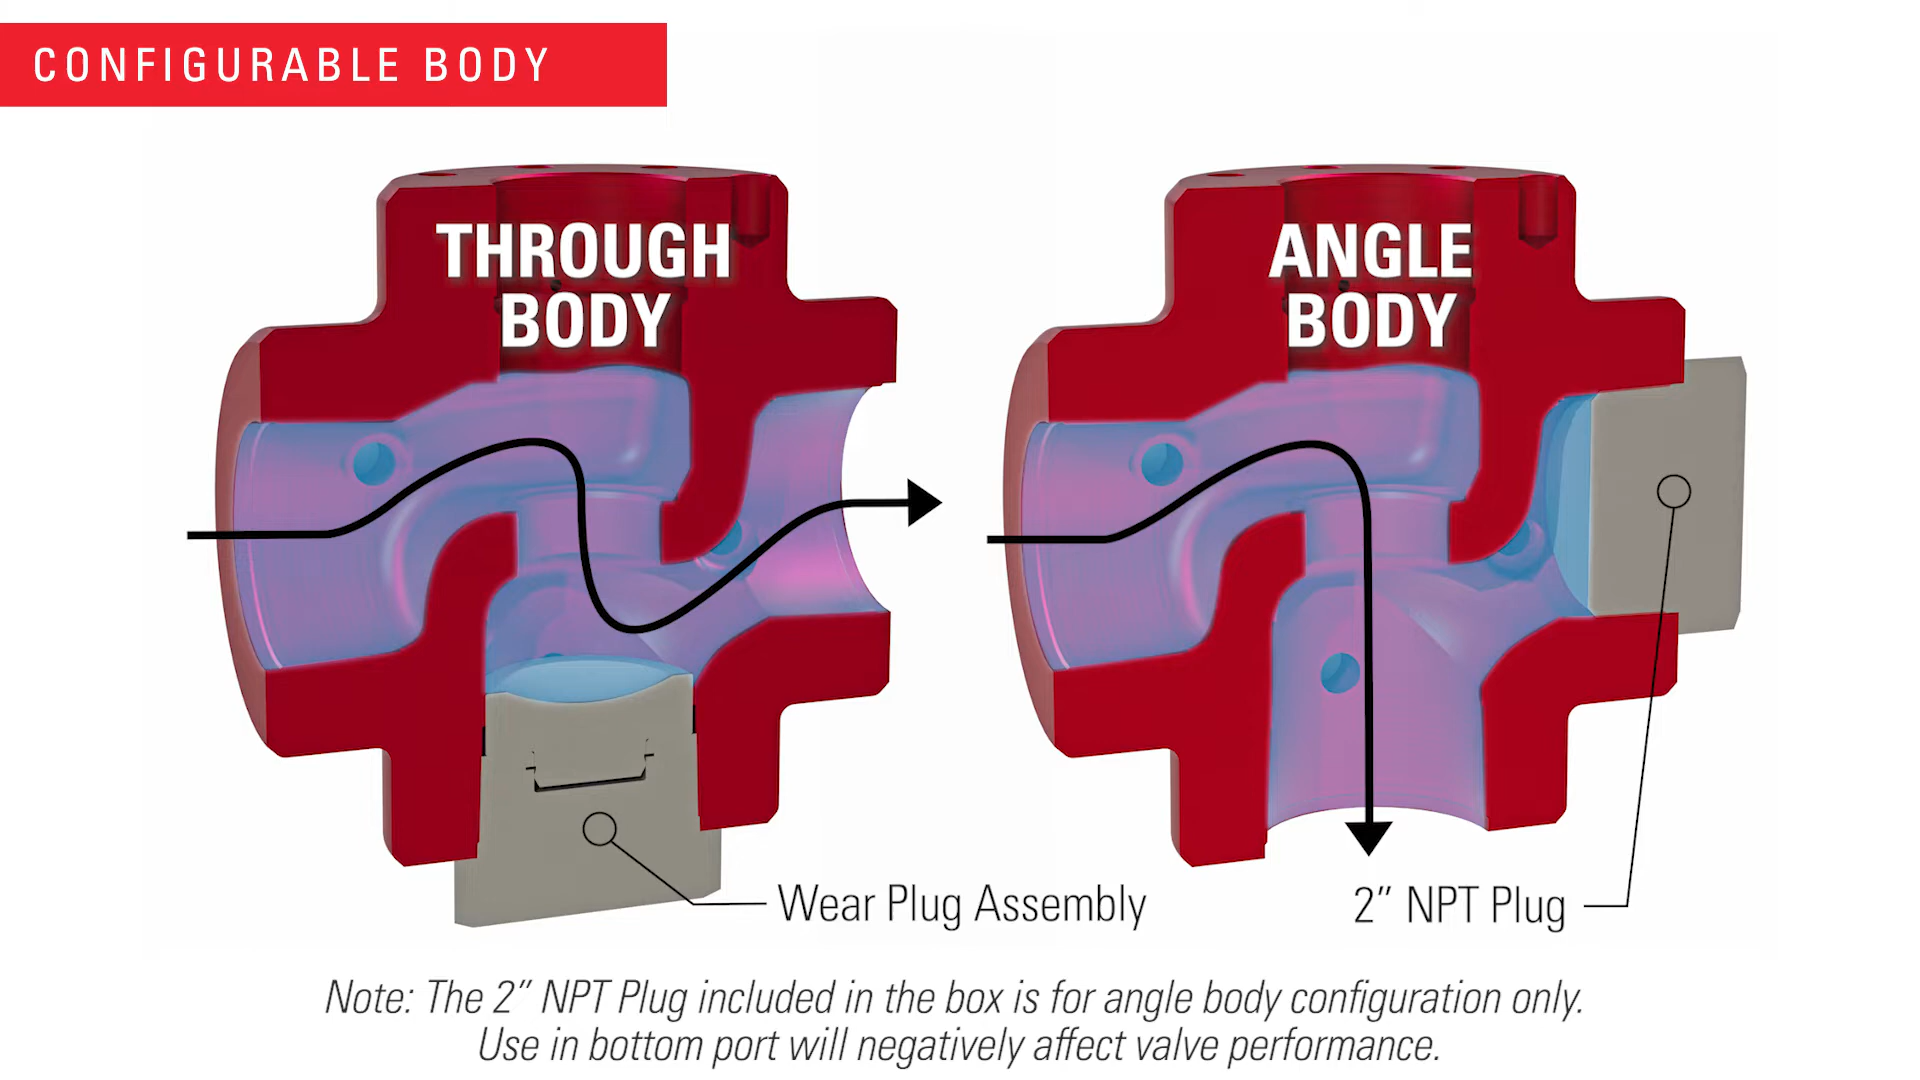 CONFIGURABLE BODY
THROUGH
BODY
ANGLE
BODY
Wear Plug Assembly
2” NPT Plug
Note: The 2” NPT Plug included in the box is for angle body configuration only.
Use in bottom port will negatively affect valve performance.